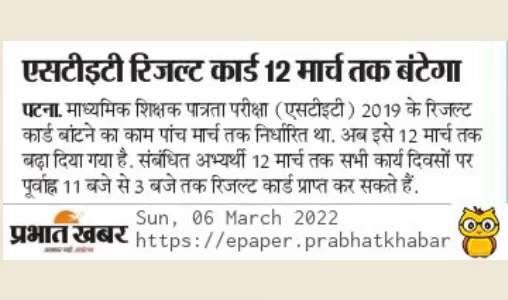 एसटीइटी रिजल्ट कार्ड 12 मार्च तक बंटेगा
पटना. माध्यमिक शिक्षक पात्रता परीक्षा (एसटीइटी) 2019 के रिजल्ट
कार्ड बांटने का काम पांच मार्च तक निर्धारित था. अब इसे 12 मार्च तक
बढ़ा दिया गया है. संबंधित अभ्यर्थी 12 मार्च तक सभी कार्य दिवसों पर
पूर्वाह्न 11 बजे से 3 बजे तक रिजल्ट कार्ड प्राप्त कर सकते हैं.
प्रभात खबर
Sun, 06 March 2022
https://epaper.prabhatkhabar